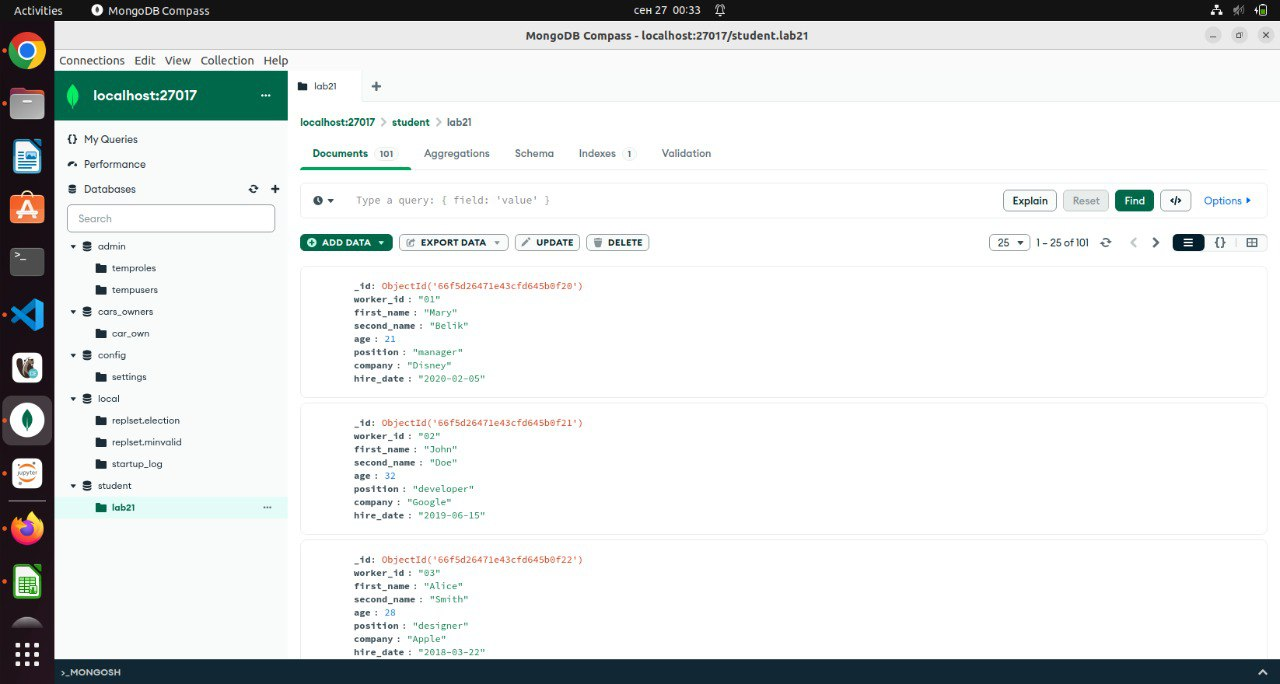 Activities MongoDB Compass сен 27 00:33
MongoDB Compass - localhost:27017/student.lab21
Connections Edit View Collection Help
localhost:27017 ...
lab21 +
localhost:27017 > student > lab21
{} My Queries
Performance
Databases
Search
admin
temproles
tempusers
cars_owners
car_own
config
settings
local
replset.election
replset.minvalid
startup_log
student
lab21 ...
Documents 101 Aggregations Schema Indexes 1 Validation
Type a query: { field: 'value' } Explain Reset Find </> Options
ADD DATA EXPORT DATA UPDATE DELETE 25 1 – 25 of 101 {}
_id: ObjectId('66f5d26471e43cfd645b0f20')
worker_id : "01"
first_name : "Mary"
second_name : "Belik"
age : 21
position : "manager"
company : "Disney"
hire_date : "2020-02-05"
_id: ObjectId('66f5d26471e43cfd645b0f21')
worker_id : "02"
first_name : "John"
second_name : "Doe"
age : 32
position : "developer"
company : "Google"
hire_date : "2019-06-15"
_id: ObjectId('66f5d26471e43cfd645b0f22')
worker_id : "03"
first_name : "Alice"
second_name : "Smith"
age : 28
position : "designer"
company : "Apple"
hire_date : "2018-03-22"
>_MONGOSH
jupyter